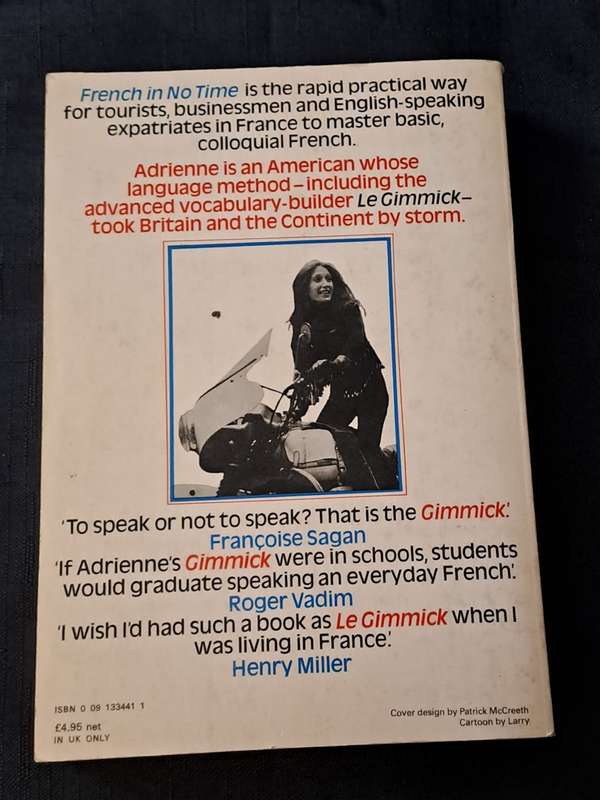 French in No Time is the rapid practical way
for tourists, businessmen and English-speaking
expatriates in France to master basic,
colloquial French.
Adrienne is an American whose
language method – including the
advanced vocabulary-builder Le Gimmick –
took Britain and the Continent by storm.
'To speak or not to speak? That is the Gimmick.'
Françoise Sagan
'If Adrienne's Gimmick were in schools, students
would graduate speaking an everyday French'.
Roger Vadim
'I wish I'd had such a book as Le Gimmick when I
was living in France.'
Henry Miller
ISBN 0 09 133441 1
£4.95 net
IN UK ONLY
Cover design by Patrick McCreeth
Cartoon by Larry